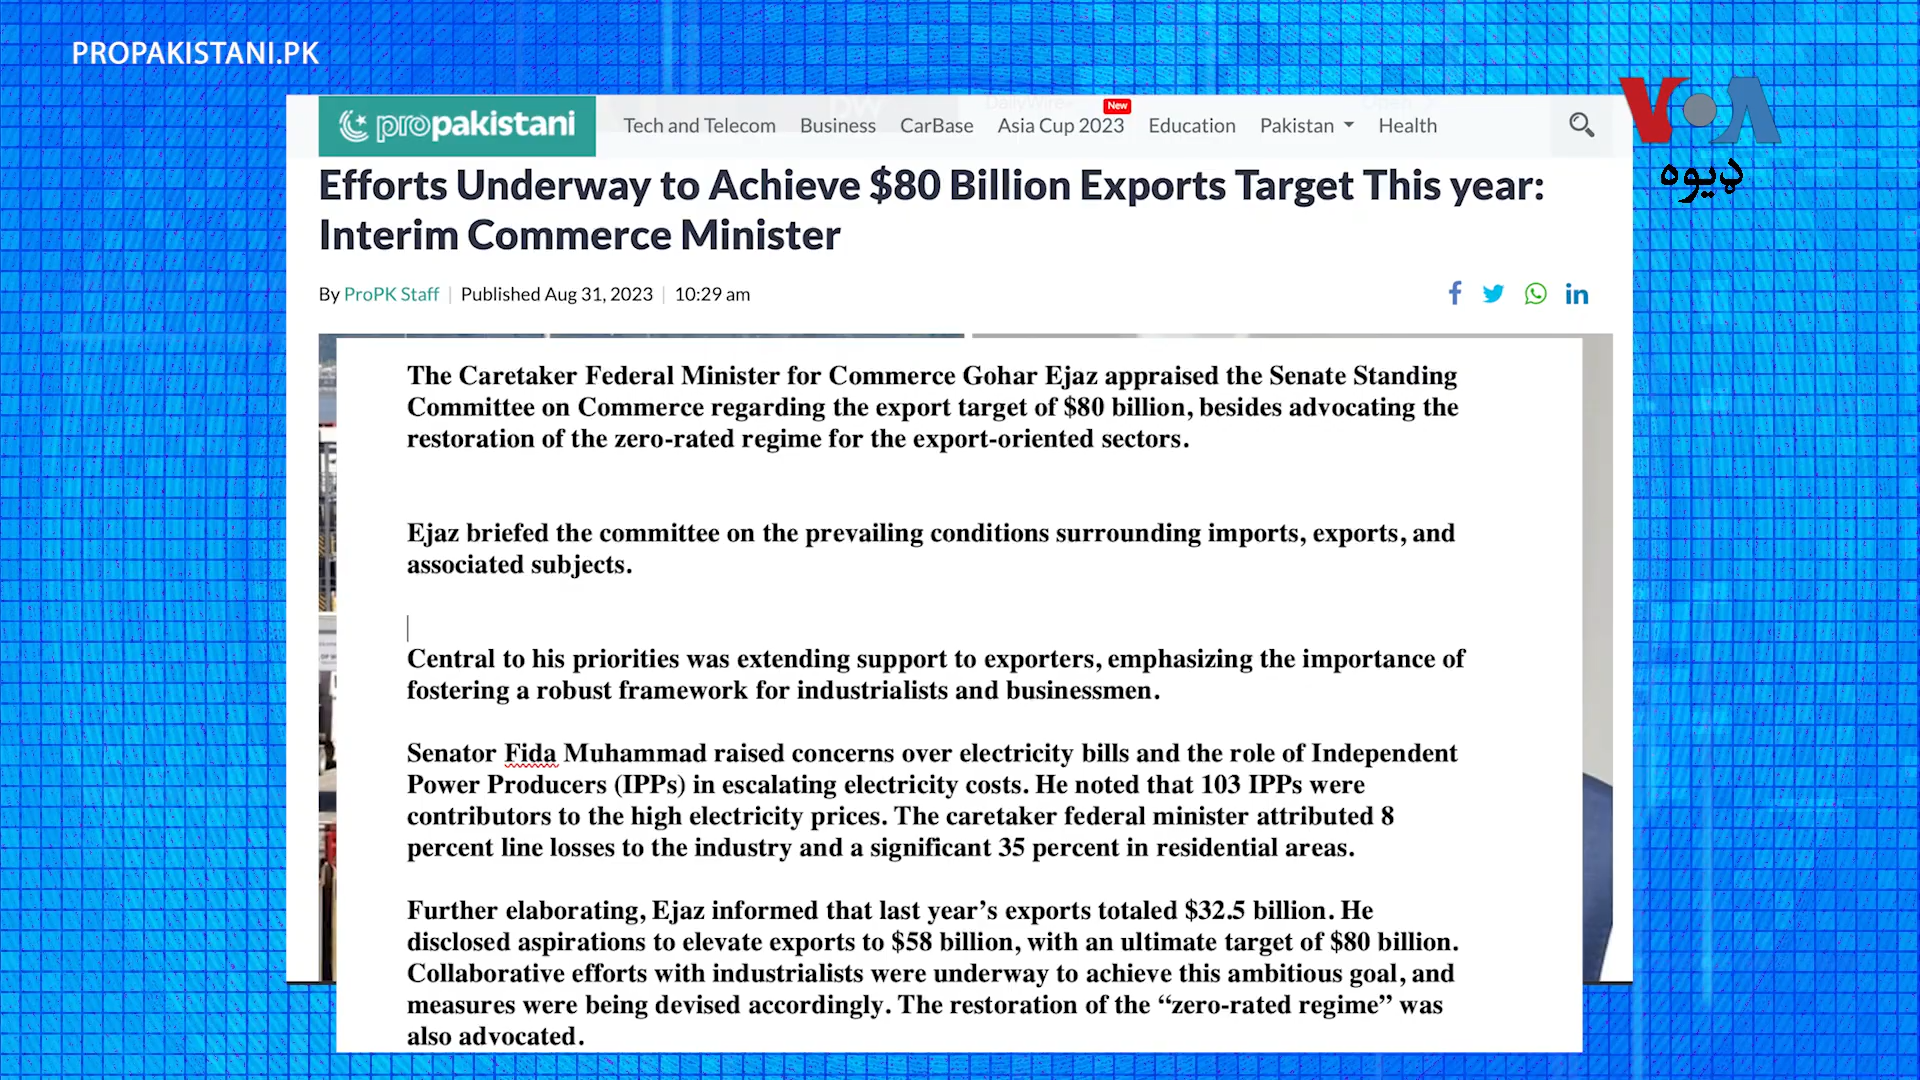 PROPAKISTANI.PK
VOA
ډیوه
propakistani
Tech and Telecom Business CarBase Asia Cup 2023 New Education Pakistan Health
Efforts Underway to Achieve $80 Billion Exports Target This year:
Interim Commerce Minister
By ProPK Staff | Published Aug 31, 2023 | 10:29 am
The Caretaker Federal Minister for Commerce Gohar Ejaz appraised the Senate Standing
Committee on Commerce regarding the export target of $80 billion, besides advocating the
restoration of the zero-rated regime for the export-oriented sectors.
Ejaz briefed the committee on the prevailing conditions surrounding imports, exports, and
associated subjects.
Central to his priorities was extending support to exporters, emphasizing the importance of
fostering a robust framework for industrialists and businessmen.
Senator Fida Muhammad raised concerns over electricity bills and the role of Independent
Power Producers (IPPs) in escalating electricity costs. He noted that 103 IPPs were
contributors to the high electricity prices. The caretaker federal minister attributed 8
percent line losses to the industry and a significant 35 percent in residential areas.
Further elaborating, Ejaz informed that last year’s exports totaled $32.5 billion. He
disclosed aspirations to elevate exports to $58 billion, with an ultimate target of $80 billion.
Collaborative efforts with industrialists were underway to achieve this ambitious goal, and
measures were being devised accordingly. The restoration of the “zero-rated regime” was
also advocated.